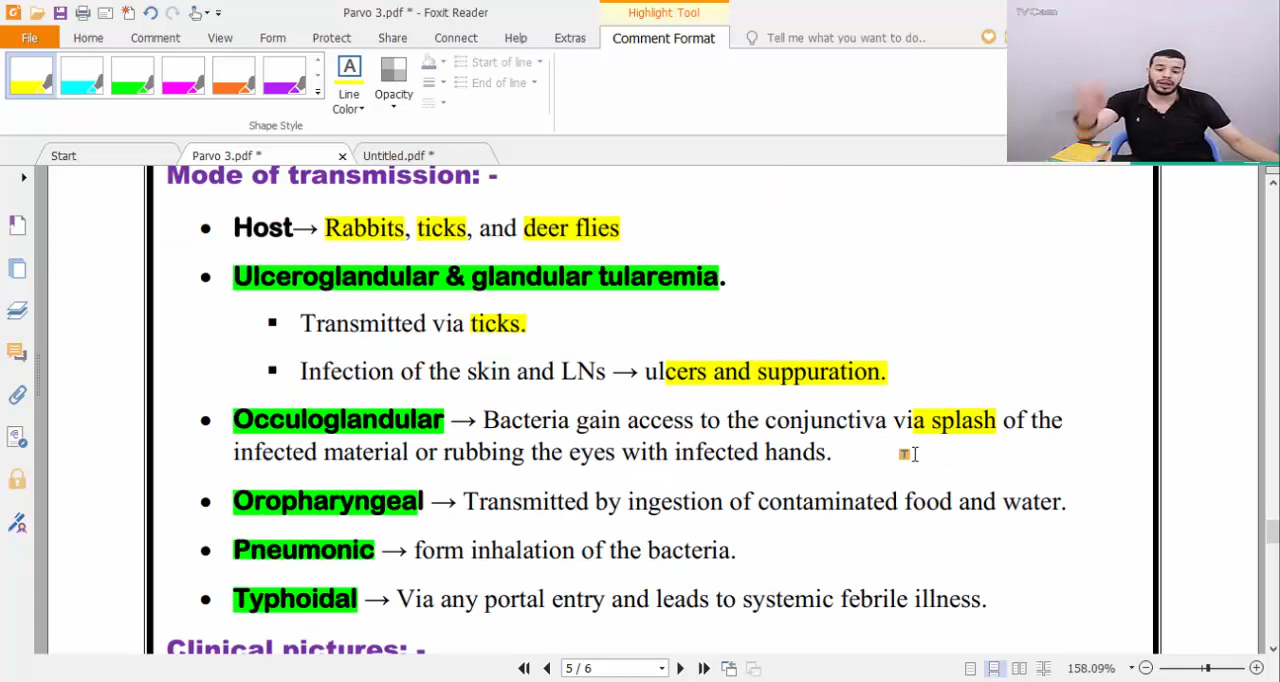 Parvo 3.pdf * - Foxit Reader
Highlight Tool
TVCam
File Home Comment View Form Protect Share Connect Help Extras Comment Format Tell me what you want to do..
Line Color
Opacity
Start of line
End of line
Shape Style
Start
Parvo 3.pdf *
Untitled.pdf *
Mode of transmission: -
• Host→ Rabbits, ticks, and deer flies
• Ulceroglandular & glandular tularemia.
▪ Transmitted via ticks.
▪ Infection of the skin and LNs → ulcers and suppuration.
• Occuloglandular → Bacteria gain access to the conjunctiva via splash of the
infected material or rubbing the eyes with infected hands.
• Oropharyngeal → Transmitted by ingestion of contaminated food and water.
• Pneumonic → form inhalation of the bacteria.
• Typhoidal → Via any portal entry and leads to systemic febrile illness.
Clinical pictures: -
5 / 6
158.09%